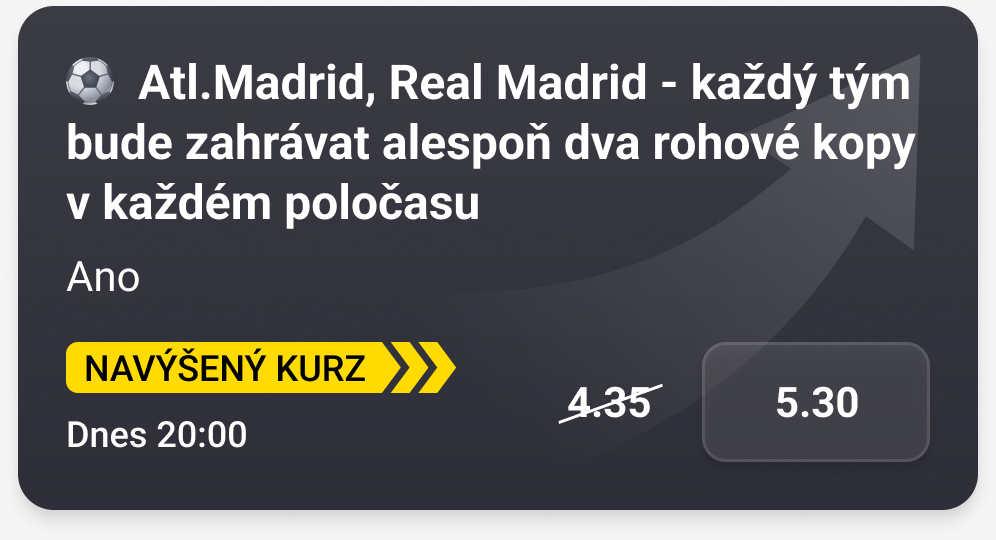 Atl.Madrid, Real Madrid - každý tým
bude zahrávat alespoň dva rohové kopy
v každém poločasu
Ano
NAVÝŠENÝ KURZ
Dnes 20:00
4.35
5.30